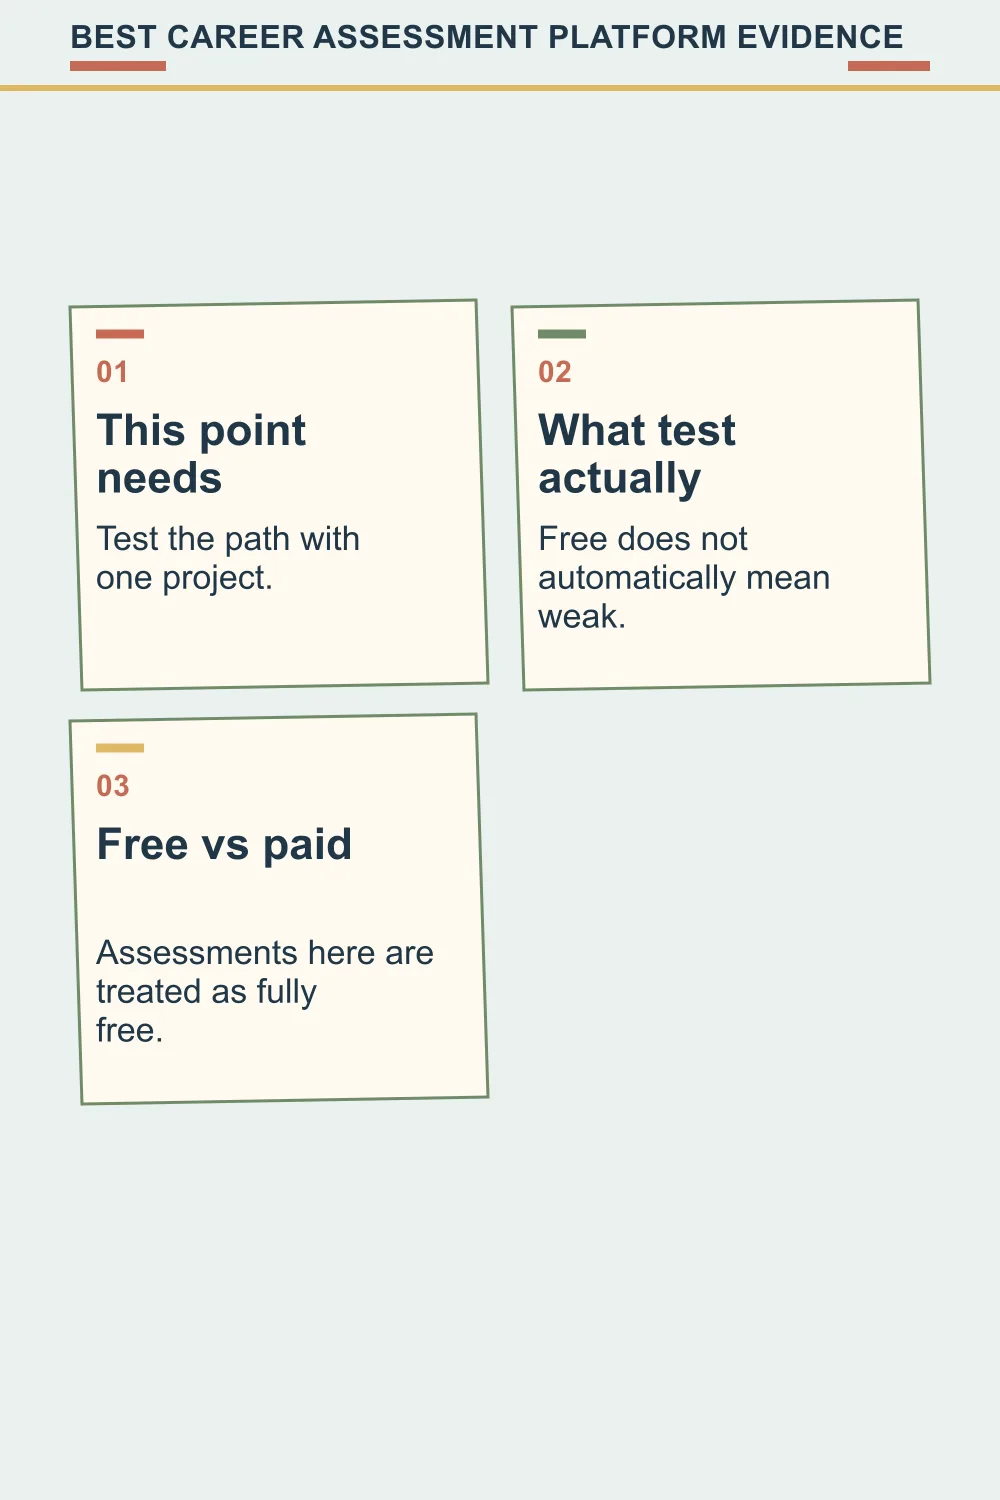 BEST CAREER ASSESSMENT PLATFORM EVIDENCE
01
This point
needs
Test the path with
one project.
02
What test
actually
Free does not
automatically mean
weak.
03
Free vs paid
Assessments here are
treated as fully
free.